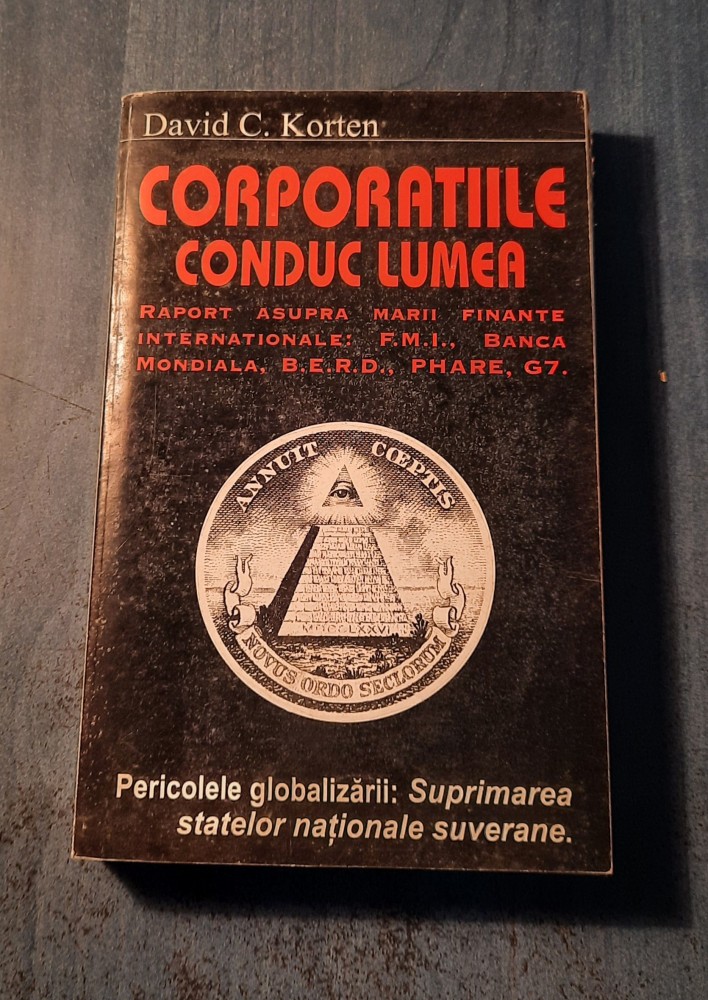 David C. Korten
CORPORATIILE
CONDUC LUMEA
RAPORT ASUPRA MARII FINANTE
INTERNATIONALE: F.M.I., BANCA
MONDIALA, B.E.R.D., PHARE, G7.
ANNUIT CŒPTIS
MDCCLXXVI
NOVUS ORDO SECLORUM
Pericolele globalizării: Suprimarea
statelor naționale suverane.